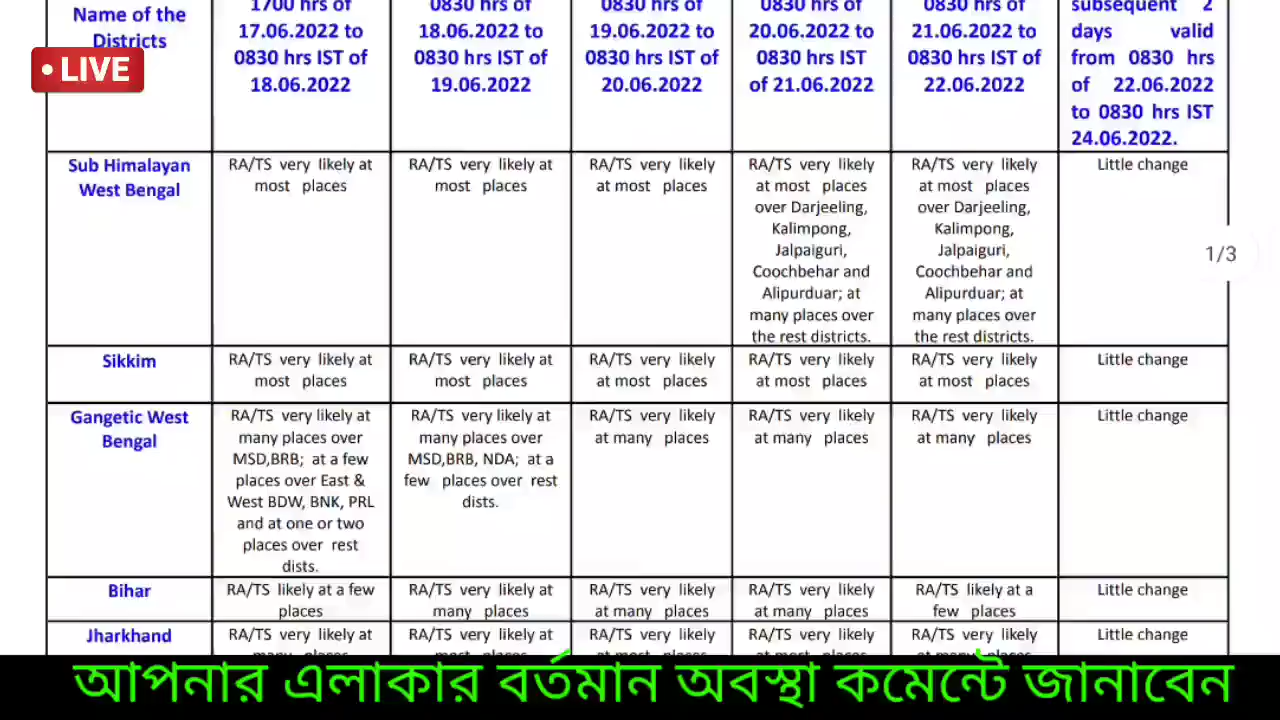 Name of the
Districts
1700 hrs of
17.06.2022 to
0830 hrs IST of
18.06.2022
0830 hrs of
18.06.2022 to
0830 hrs IST of
19.06.2022
0830 hrs of
19.06.2022 to
0830 hrs IST of
20.06.2022
0830 hrs of
20.06.2022 to
0830 hrs IST
of 21.06.2022
0830 hrs of
21.06.2022 to
0830 hrs IST of
22.06.2022
subsequent 2
days valid
from 0830 hrs
of 22.06.2022
to 0830 hrs IST
24.06.2022.
• LIVE
Sub Himalayan
West Bengal
RA/TS very likely at
most places
RA/TS very likely at
most places
RA/TS very likely
at most places
RA/TS very likely
at most places
over Darjeeling,
Kalimpong,
Jalpaiguri,
Coochbehar and
Alipurduar; at
many places over
the rest districts.
RA/TS very likely
at most places
over Darjeeling,
Kalimpong,
Jalpaiguri,
Coochbehar and
Alipurduar; at
many places over
the rest districts.
Little change
1/3
Sikkim
RA/TS very likely at
most places
RA/TS very likely at
most places
RA/TS very likely
at most places
RA/TS very likely
at most places
RA/TS very likely
at most places
Little change
Gangetic West
Bengal
RA/TS very likely at
many places over
MSD,BRB; at a few
places over East &
West BDW, BNK, PRL
and at one or two
places over rest
dists.
RA/TS very likely at
many places over
MSD,BRB, NDA; at a
few places over rest
dists.
RA/TS very likely
at many places
RA/TS very likely
at many places
RA/TS very likely
at many places
Little change
Bihar
RA/TS likely at a few
places
RA/TS very likely at
many places
RA/TS very likely
at many places
RA/TS very likely
at many places
RA/TS likely at a
few places
Little change
Jharkhand
RA/TS very likely at
many places
RA/TS very likely at
most places
RA/TS very likely
at most places
RA/TS very likely
at most places
RA/TS very likely
at many places
Little change
আপনার এলাকার বর্তমান অবস্থা কমেন্টে জানাবেন